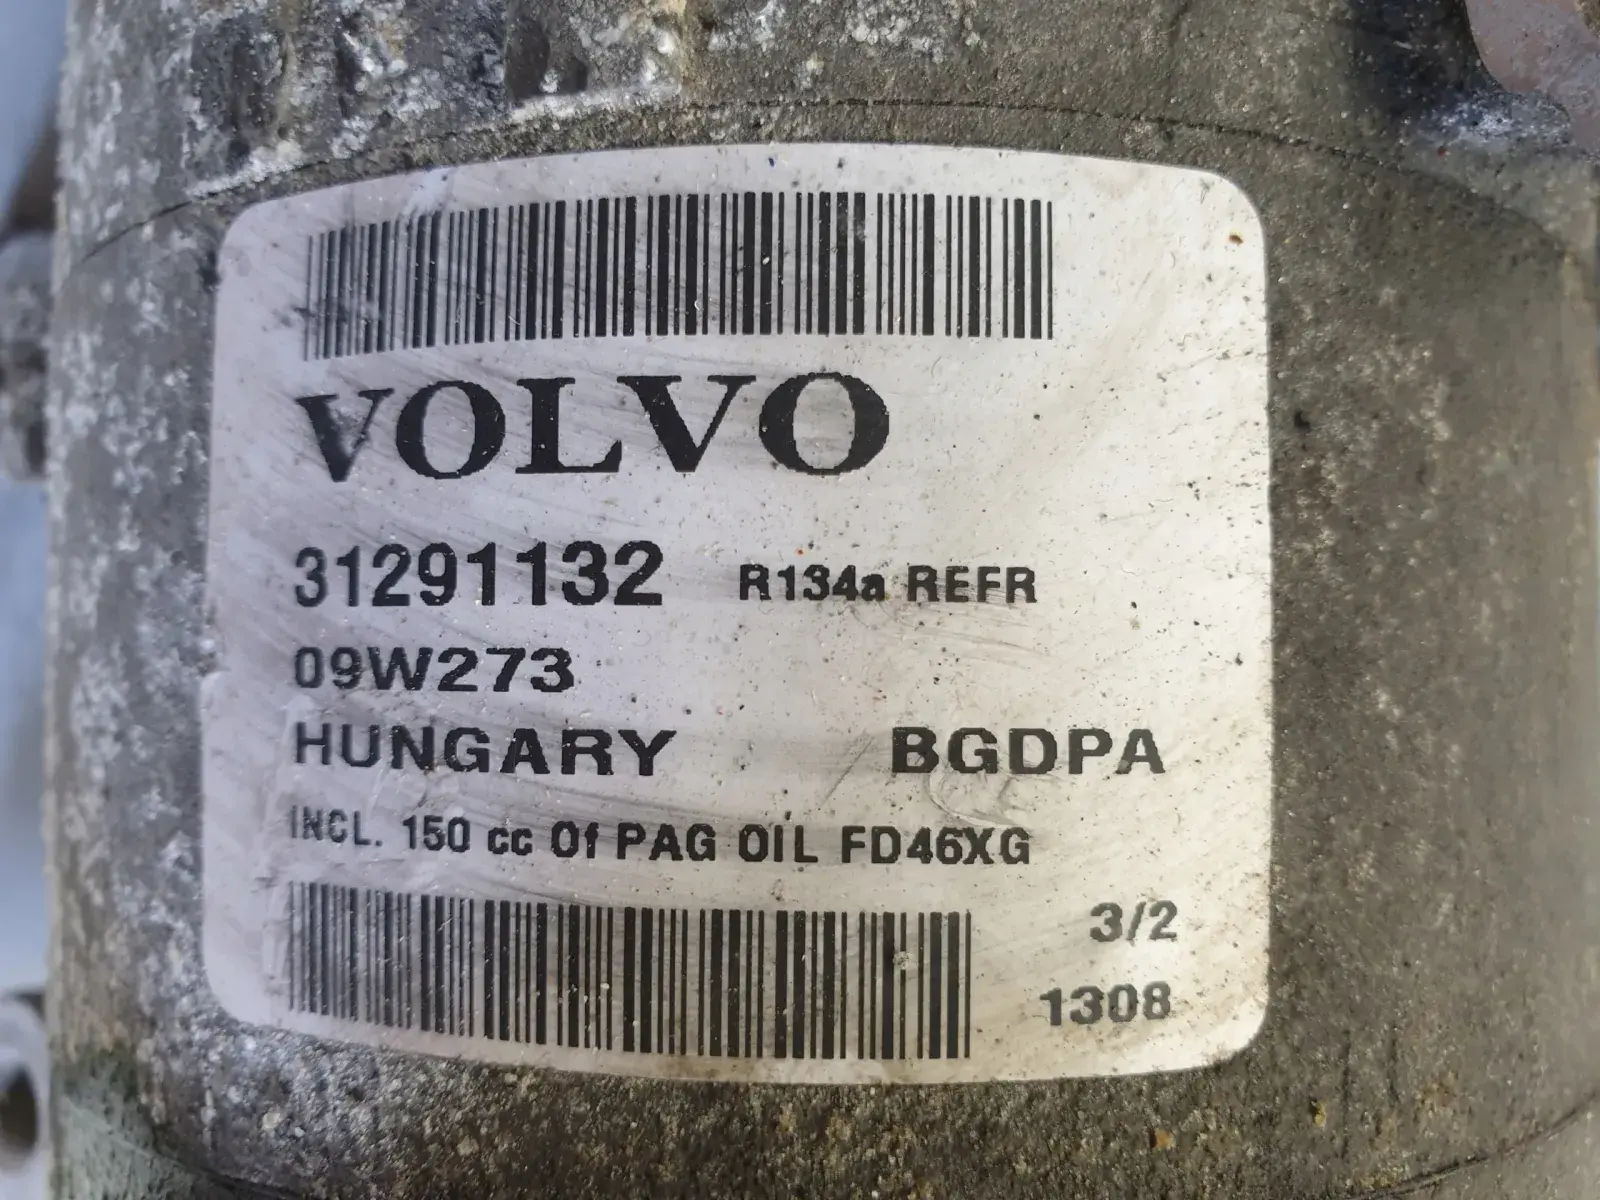 VOLVO
31291132 R134a REFR
09W273
HUNGARY BGDPA
INCL. 150 cc Of PAG OIL FD46XG
3/2
1308